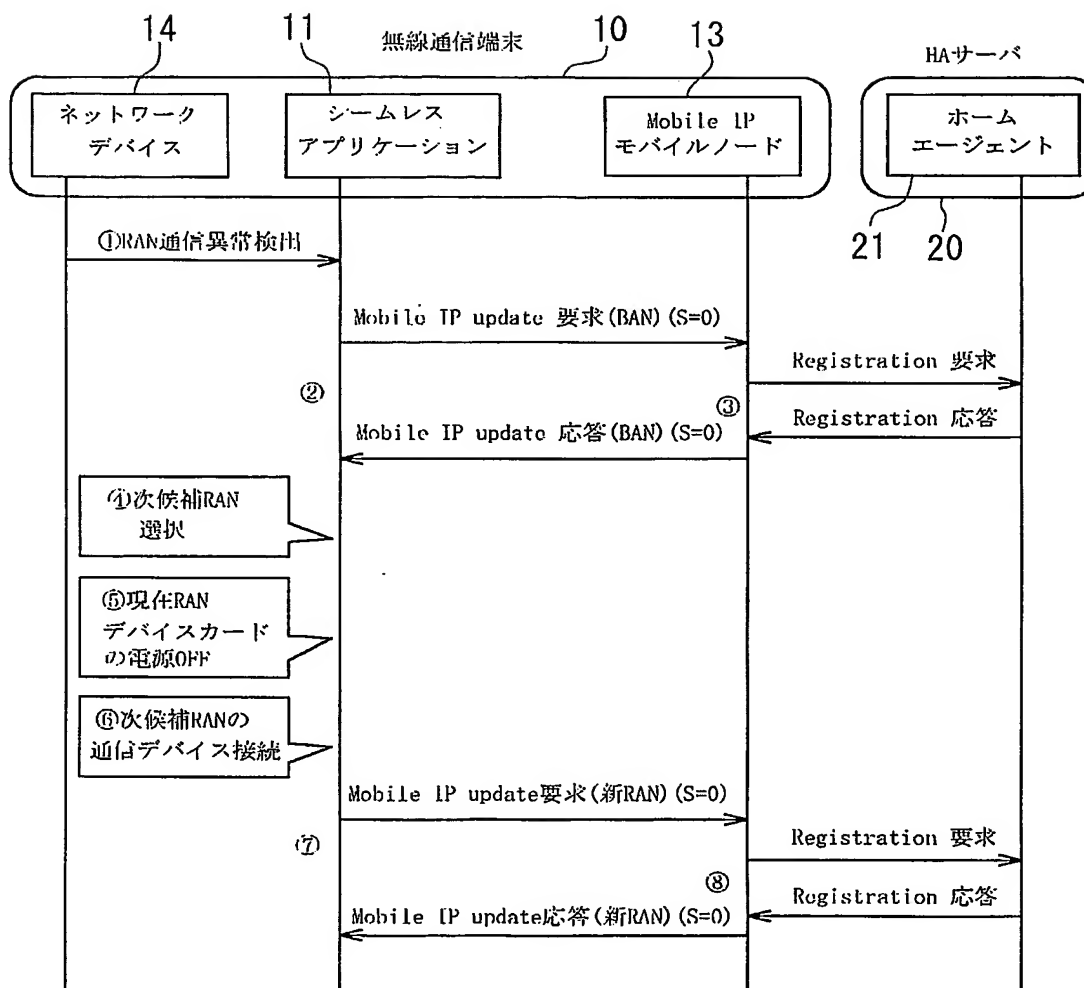 14
11
無線通信端末
10
13
HAサーバ
ネットワーク
デバイス
シームレス
アプリケーション
Mobile IP
モバイルノード
ホーム
エージェント
21
20
①RAN通信異常検出
Mobile IP update 要求(BAN)(S=0)
Registration 要求
②
③
Registration 応答
Mobile IP update 応答(BAN)(S=0)
④次候補RAN
選択
⑤現在RAN
デバイスカード
の電源OFF
⑥次候補RANの
通信デバイス接続
Mobile IP update要求(新RAN)(S=0)
Registration 要求
⑦
⑧
Registration 応答
Mobile IP update応答(新RAN)(S=0)